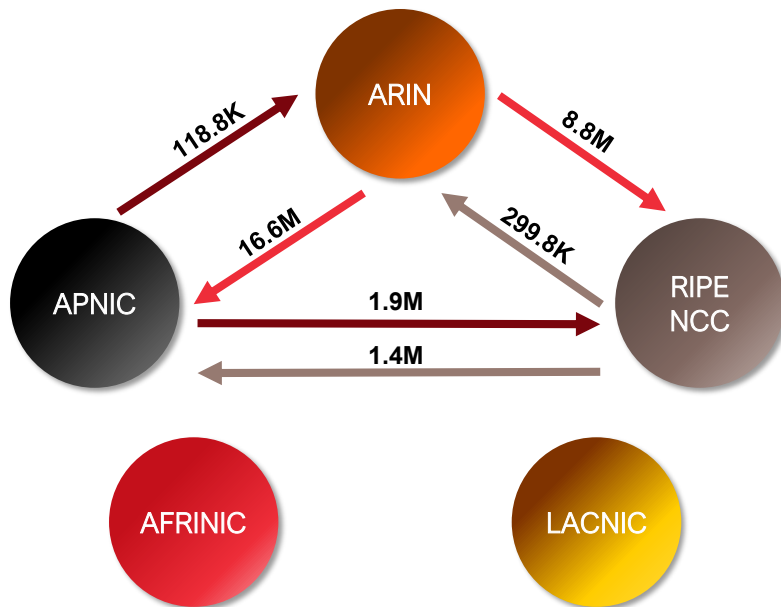 ARIN
118.8K
8.8M
16.6M
299.8K
APNIC
1.9M
RIPE
NCC
1.4M
AFRINIC
LACNIC